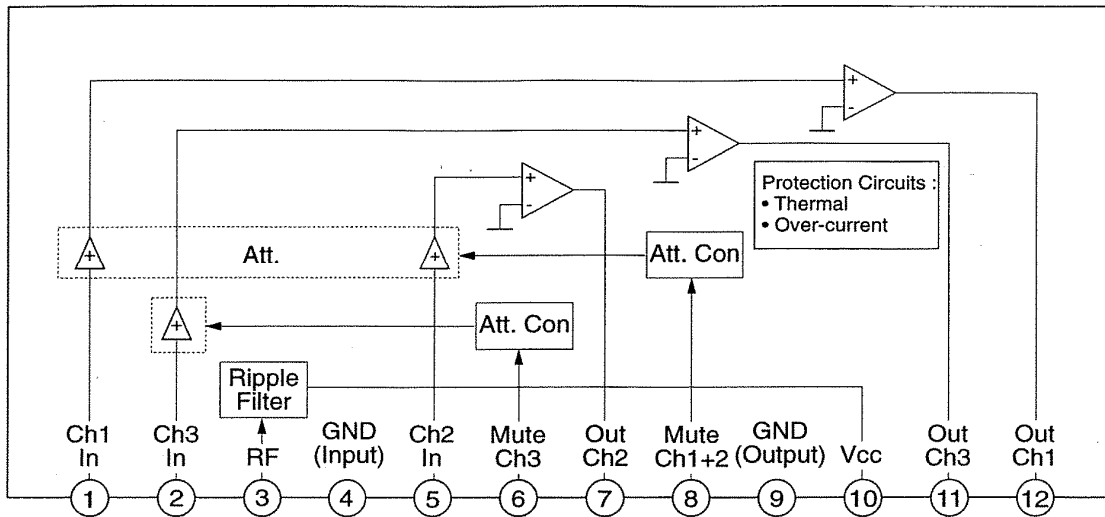 +
-
+
-
+
-
Protection Circuits :
• Thermal
• Over-current
+
Att.
+
Att. Con
+
Att. Con
Ripple
Filter
Ch1
In
Ch3
In
RF
GND
(Input)
Ch2
In
Mute
Ch3
Out
Ch2
Mute
Ch1+2
GND
(Output)
Vcc
Out
Ch3
Out
Ch1
1
2
3
4
5
6
7
8
9
10
11
12